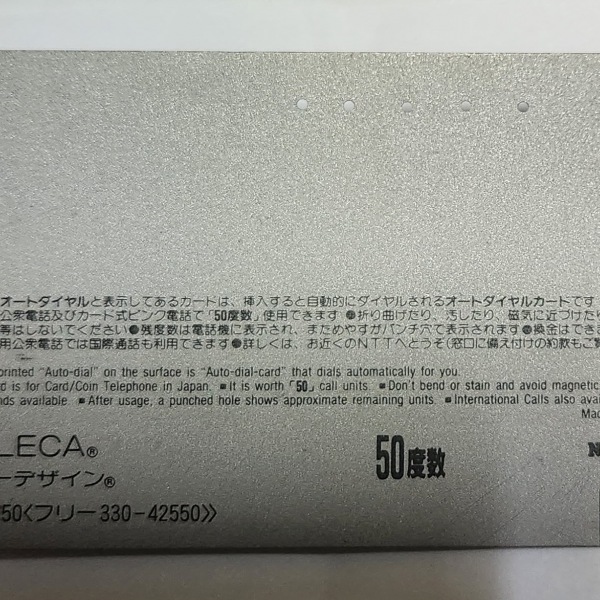 オートダイヤルと表示してあるカードは、挿入すると自動的にダイヤルされるオートダイヤルカードです
公衆電話及びカード式ピンク電話で「50度数」使用できます●折り曲げたり、汚したり、磁気に近づけたり
等はしないでください●残度数は電話機に表示され、まためやすがパンチ穴で表示されます●換金はできま
用公衆電話では国際通話も利用できます●詳しくは、お近くのNTTへどうぞ(窓口に備え付けの約款もご覧
printed "Auto-dial" on the surface is "Auto-dial-card" that dials automatically for you.
d is for Card/Coin Telephone in Japan. ■ It is worth 「50」 call units. ■ Don't bend or stain and avoid magnetic
nds available. ■ After usage, a punched hole shows approximate remaining units. ■ International Calls also avai
Mad
LECA®
ーデザイン®
50度数
N
50〈フリー330-42550》